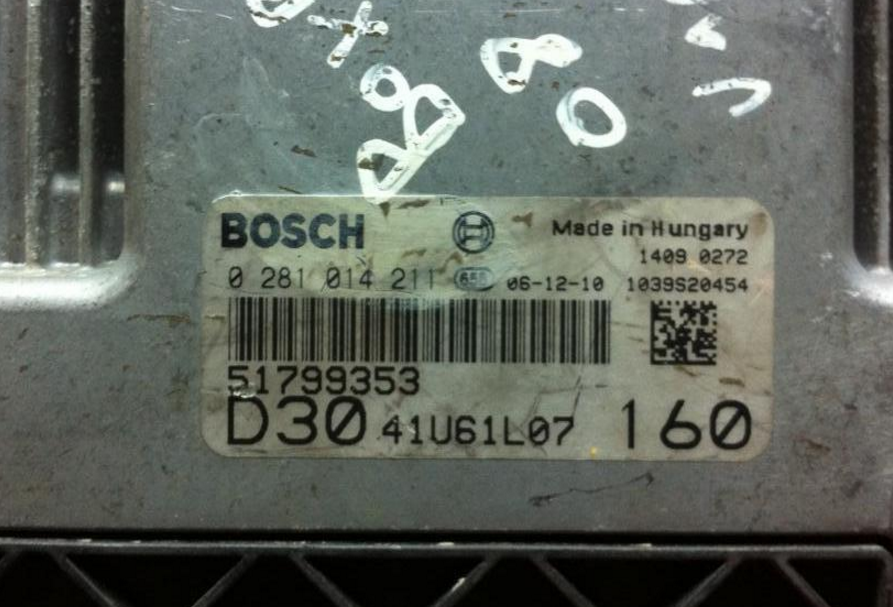 BOSCH Made in Hungary
1409 0272
0 281 014 211 06-12-10 1039S20454
51799353
D30 41U61L07 160